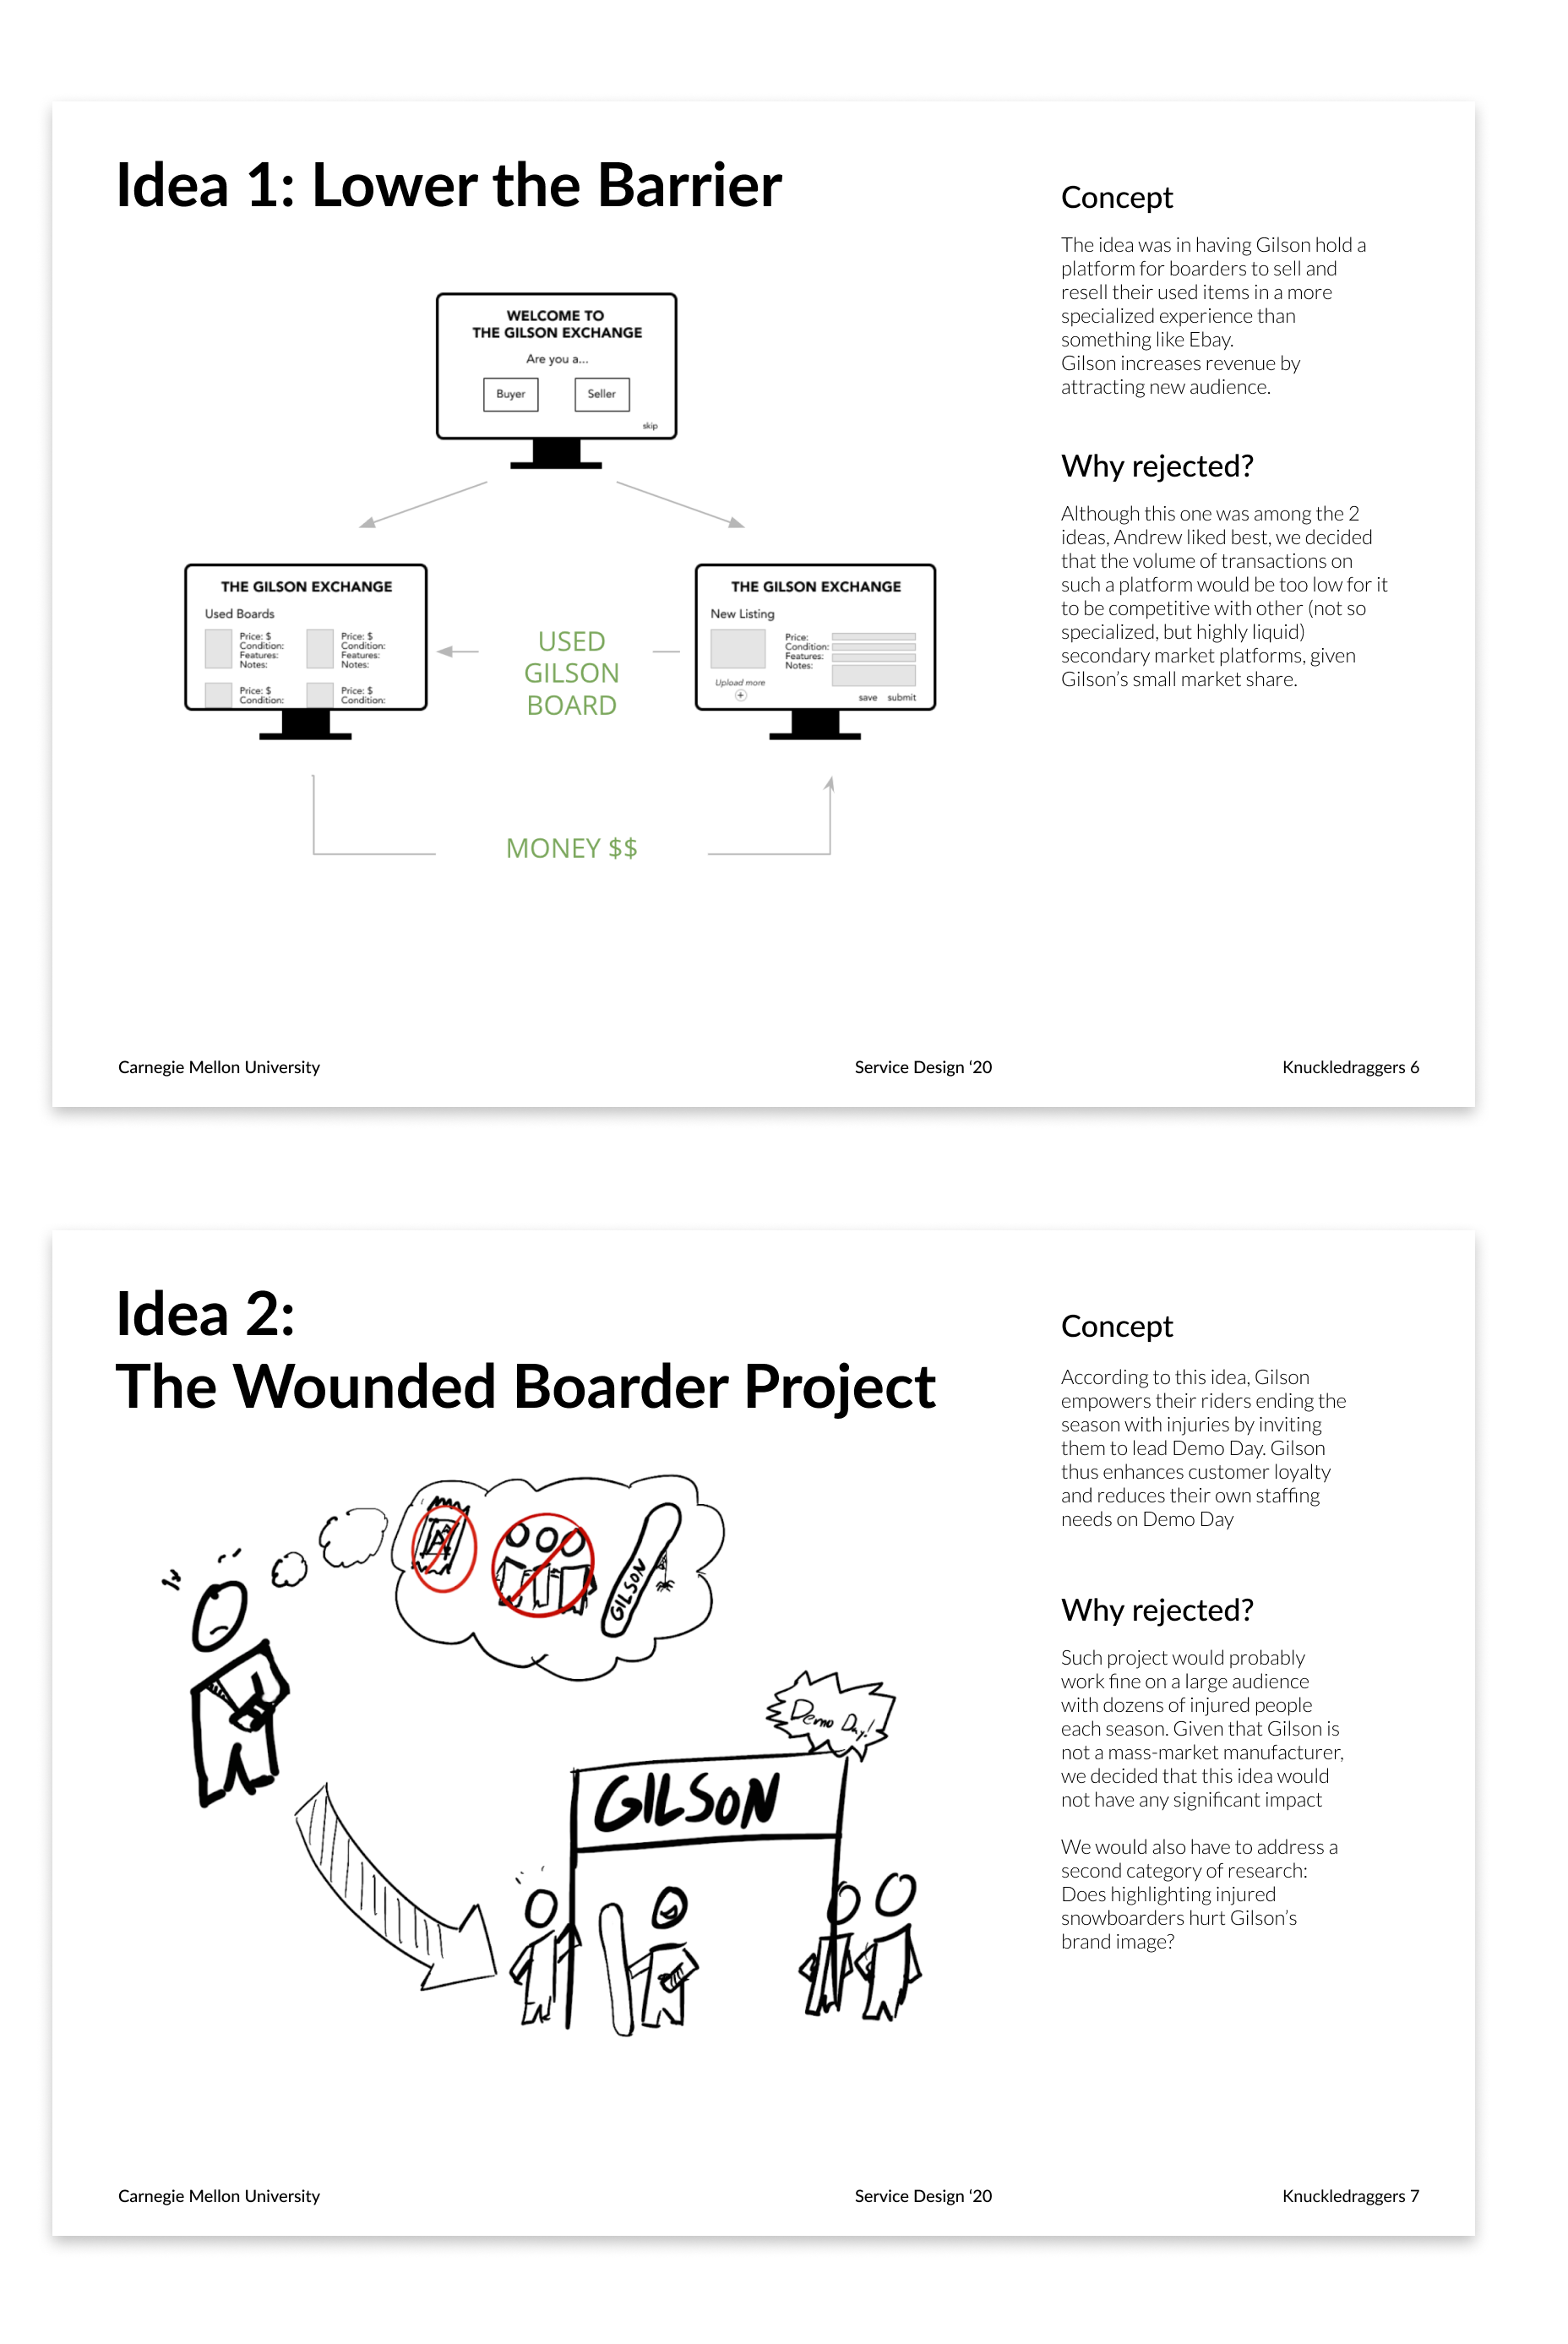 Idea 1: Lower the Barrier
WELCOME TO
THE GILSON EXCHANGE
Are you a...
Buyer
Seller
skip
THE GILSON EXCHANGE
Used Boards
Price: $
Condition:
Features:
Notes:
Price: $
Condition:
Features:
Notes:
Price: $
Condition:
Price: $
Condition:
USED
GILSON
BOARD
THE GILSON EXCHANGE
New Listing
Price:
Condition:
Features:
Notes:
Upload more
+
save submit
MONEY $$
Concept
The idea was in having Gilson hold a
platform for boarders to sell and
resell their used items in a more
specialized experience than
something like Ebay.
Gilson increases revenue by
attracting new audience.
Why rejected?
Although this one was among the 2
ideas, Andrew liked best, we decided
that the volume of transactions on
such a platform would be too low for it
to be competitive with other (not so
specialized, but highly liquid)
secondary market platforms, given
Gilson’s small market share.
Carnegie Mellon University
Service Design ‘20
Knuckledraggers 6
Idea 2:
The Wounded Boarder Project
GILSON
Demo Day!
GILSON
Concept
According to this idea, Gilson
empowers their riders ending the
season with injuries by inviting
them to lead Demo Day. Gilson
thus enhances customer loyalty
and reduces their own staffing
needs on Demo Day
Why rejected?
Such project would probably
work fine on a large audience
with dozens of injured people
each season. Given that Gilson is
not a mass-market manufacturer,
we decided that this idea would
not have any significant impact
We would also have to address a
second category of research:
Does highlighting injured
snowboarders hurt Gilson’s
brand image?
Carnegie Mellon University
Service Design ‘20
Knuckledraggers 7